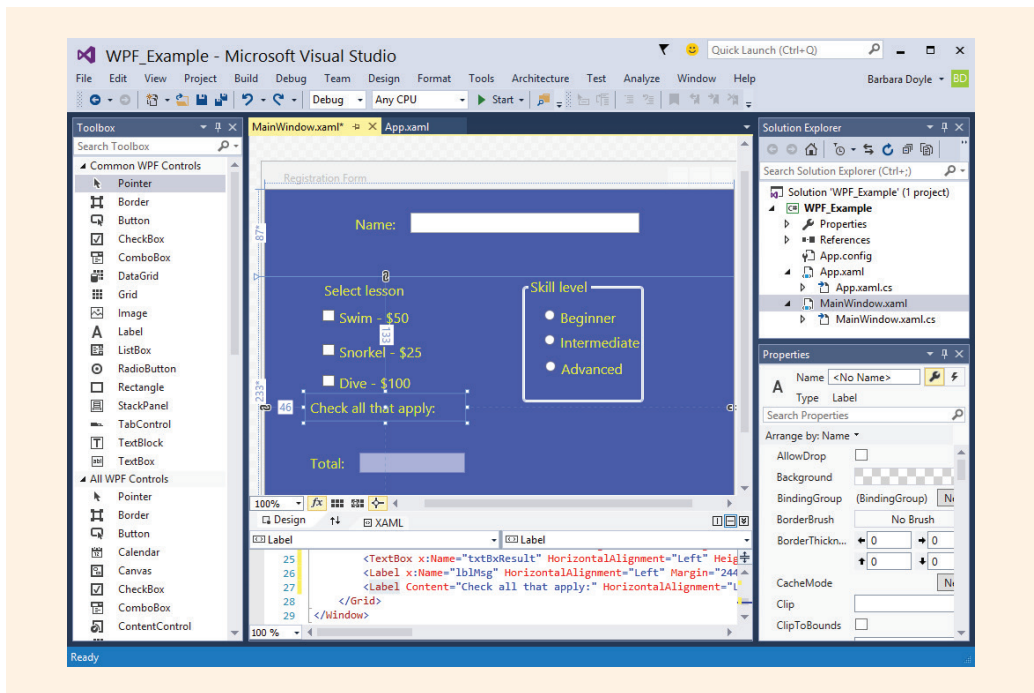 WPF_Example - Microsoft Visual Studio
Quick Launch (Ctrl+Q)
File Edit View Project Build Debug Team Design Format Tools Architecture Test Analyze Window Help
Barbara Doyle BD
Debug Any CPU Start
Toolbox
Search Toolbox
Common WPF Controls
Pointer
Border
Button
CheckBox
ComboBox
DataGrid
Grid
Image
Label
ListBox
RadioButton
Rectangle
StackPanel
TabControl
TextBlock
TextBox
All WPF Controls
Pointer
Border
Button
Calendar
Canvas
CheckBox
ComboBox
ContentControl
MainWindow.xaml* App.xaml
Registration Form
87*
Name:
Select lesson
Swim - $50
133
Snorkel - $25
Dive - $100
233*
46
Check all that apply:
Skill level
Beginner
Intermediate
Advanced
Total:
100%
Design XAML
Label Label
25 <TextBox x:Name="txtBxResult" HorizontalAlignment="Left" Heig
26 <Label x:Name="lblMsg" HorizontalAlignment="Left" Margin="244
27 <Label Content="Check all that apply:" HorizontalAlignment="L
28 </Grid>
29 </Window>
100 %
Solution Explorer
Search Solution Explorer (Ctrl+;)
Solution 'WPF_Example' (1 project)
WPF_Example
Properties
References
App.config
App.xaml
App.xaml.cs
MainWindow.xaml
MainWindow.xaml.cs
Properties
Name <No Name>
Type Label
Search Properties
Arrange by: Name
AllowDrop
Background
BindingGroup (BindingGroup) Ne
BorderBrush No Brush
BorderThickn... 0 0
0 0
CacheMode Ne
Clip
ClipToBounds
Ready